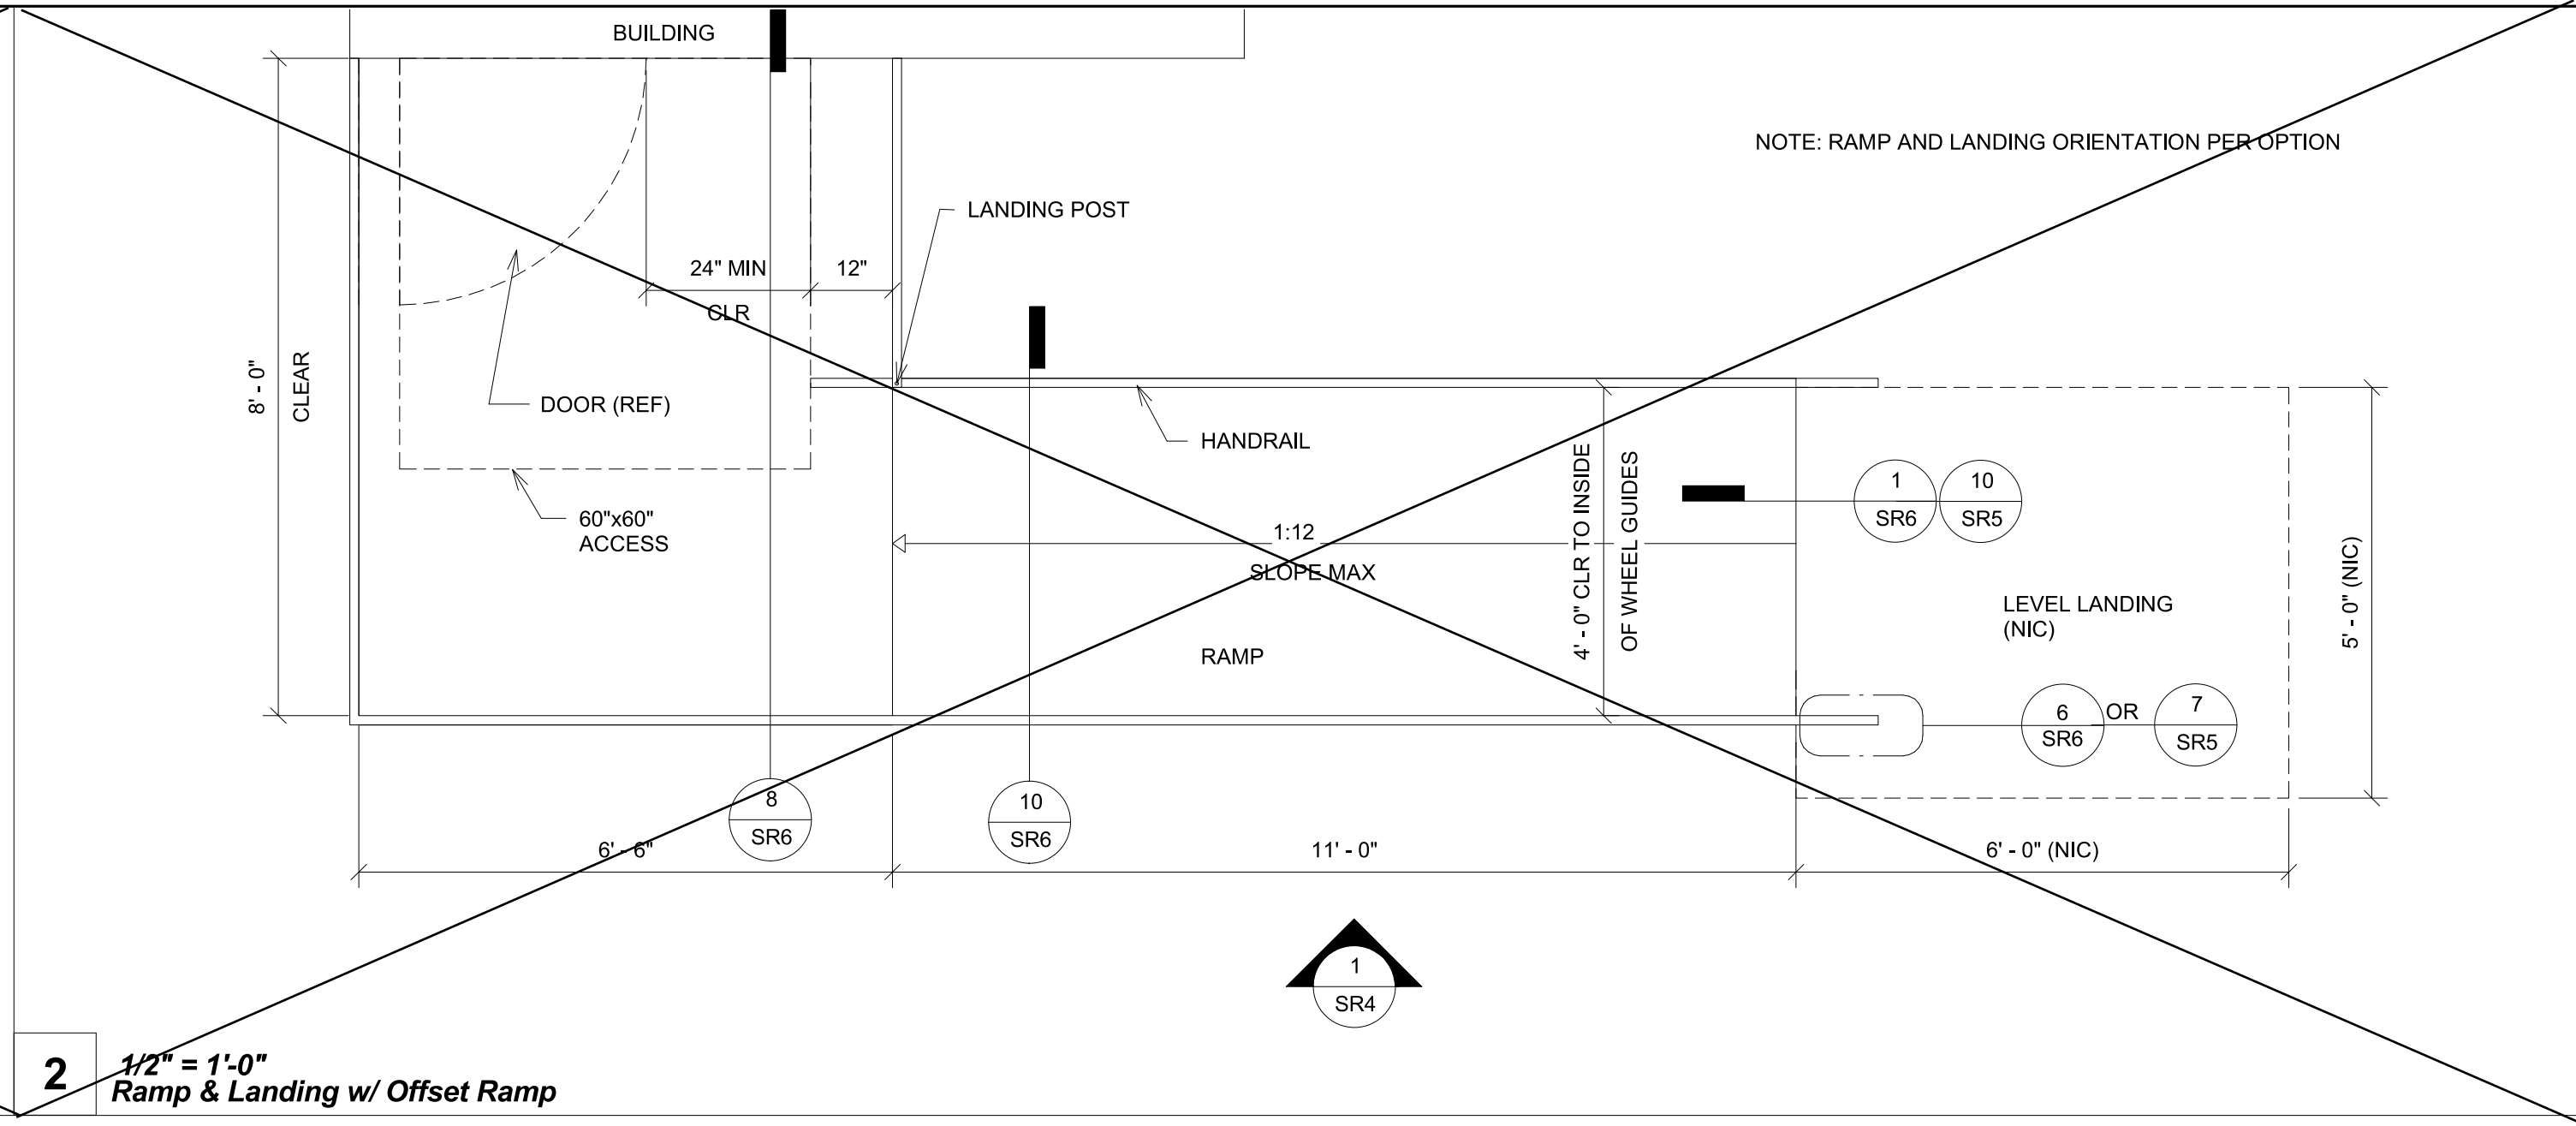 BUILDING
NOTE: RAMP AND LANDING ORIENTATION PER OPTION
LANDING POST
24" MIN
CLR
12"
8' - 0"
CLEAR
DOOR (REF)
HANDRAIL
60"x60"
ACCESS
1:12
SLOPE MAX
4' - 0" CLR TO INSIDE
OF WHEEL GUIDES
1
SR6
10
SR5
5' - 0" (NIC)
LEVEL LANDING
(NIC)
RAMP
6
SR6
OR
7
SR5
8
SR6
10
SR6
6' - 6"
11' - 0"
6' - 0" (NIC)
1
SR4
2
1/2" = 1'-0"
Ramp & Landing w/ Offset Ramp